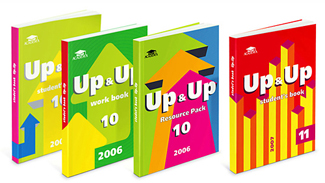 Up & Up
student's
10
Up & Up
work book
10
2006
Up & Up
Resource Pack
10
2006
Up & Up
student's book
2007
11